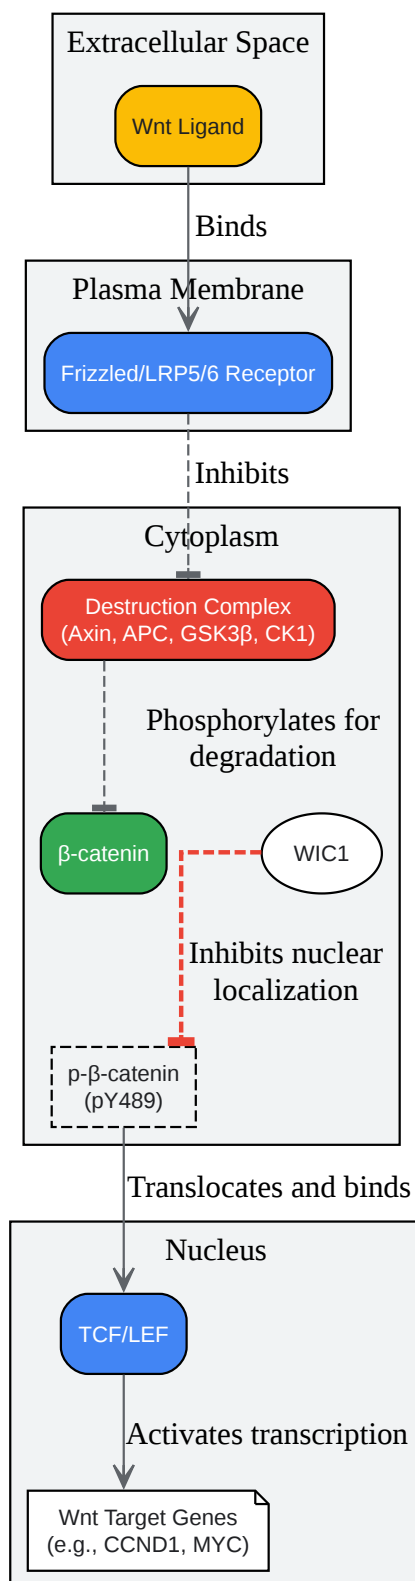 Extracellular Space
Wnt Ligand
Binds
Plasma Membrane
Frizzled/LRP5/6 Receptor
Inhibits
Cytoplasm
Destruction Complex
(Axin, APC, GSK3β, CK1)
Phosphorylates for
degradation
β-catenin
WIC1
Inhibits nuclear
localization
p-β-catenin
(pY489)
Translocates and binds
Nucleus
TCF/LEF
Activates transcription
Wnt Target Genes
(e.g., CCND1, MYC)